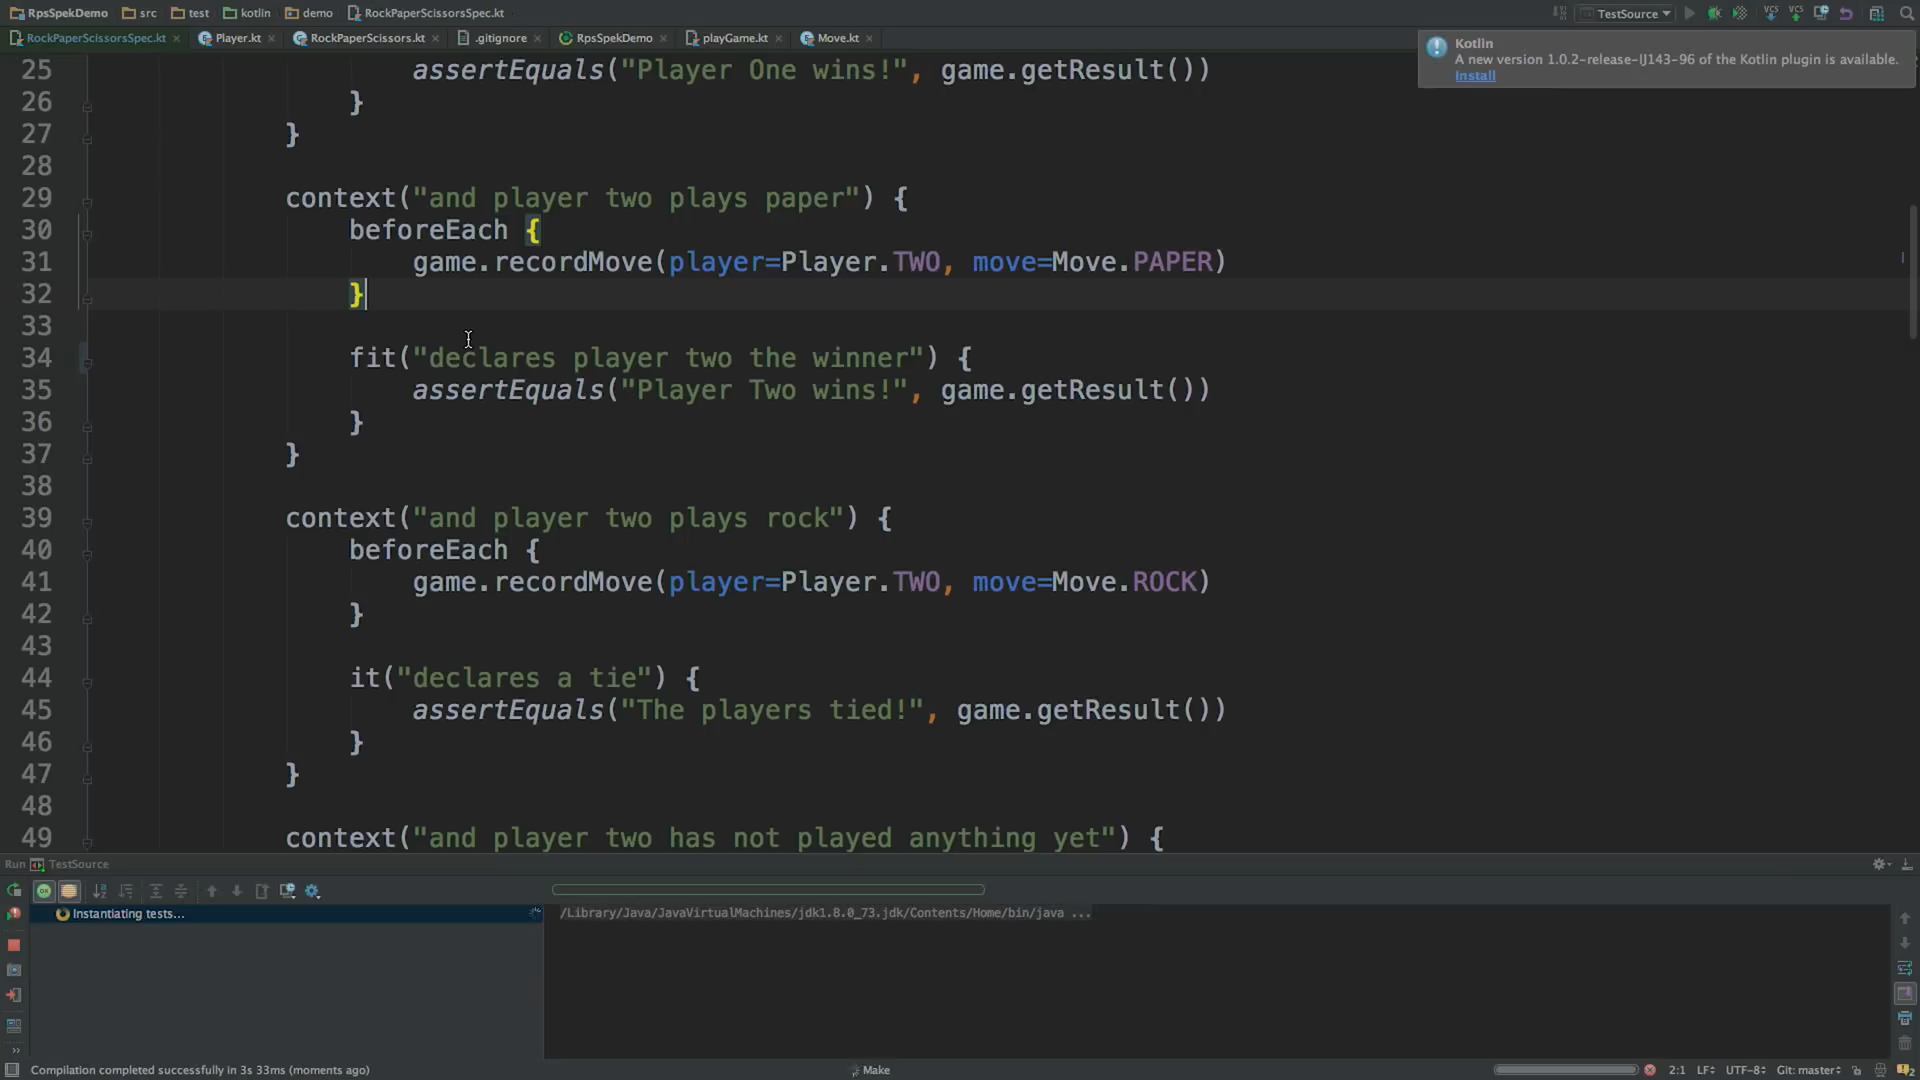 RpsSpekDemo src test kotlin demo RockPaperScissorsSpec.kt TestSource
RockPaperScissorsSpec.kt Player.kt RockPaperScissors.kt .gitignore RpsSpekDemo playGame.kt Move.kt
Kotlin
A new version 1.0.2-release-IJ143-96 of the Kotlin plugin is available.
Install
25 assertEquals("Player One wins!", game.getResult())
26 }
27 }
28
29 context("and player two plays paper") {
30 beforeEach {
31 game.recordMove(player=Player.TWO, move=Move.PAPER)
32 }
33
34 fit("declares player two the winner") {
35 assertEquals("Player Two wins!", game.getResult())
36 }
37 }
38
39 context("and player two plays rock") {
40 beforeEach {
41 game.recordMove(player=Player.TWO, move=Move.ROCK)
42 }
43
44 it("declares a tie") {
45 assertEquals("The players tied!", game.getResult())
46 }
47 }
48
49 context("and player two has not played anything yet") {
Run TestSource
Instantiating tests...
/Library/Java/JavaVirtualMachines/jdk1.8.0_73.jdk/Contents/Home/bin/java ...
Compilation completed successfully in 3s 33ms (moments ago) Make 2:1 LF UTF-8 Git: master